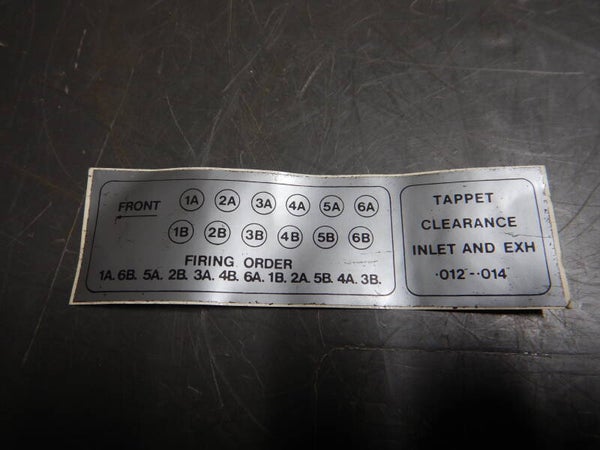 FRONT 1A 2A 3A 4A 5A 6A
1B 2B 3B 4B 5B 6B
FIRING ORDER
1A. 6B. 5A. 2B. 3A. 4B. 6A. 1B. 2A. 5B. 4A. 3B.
TAPPET
CLEARANCE
INLET AND EXH
·012"-·014"